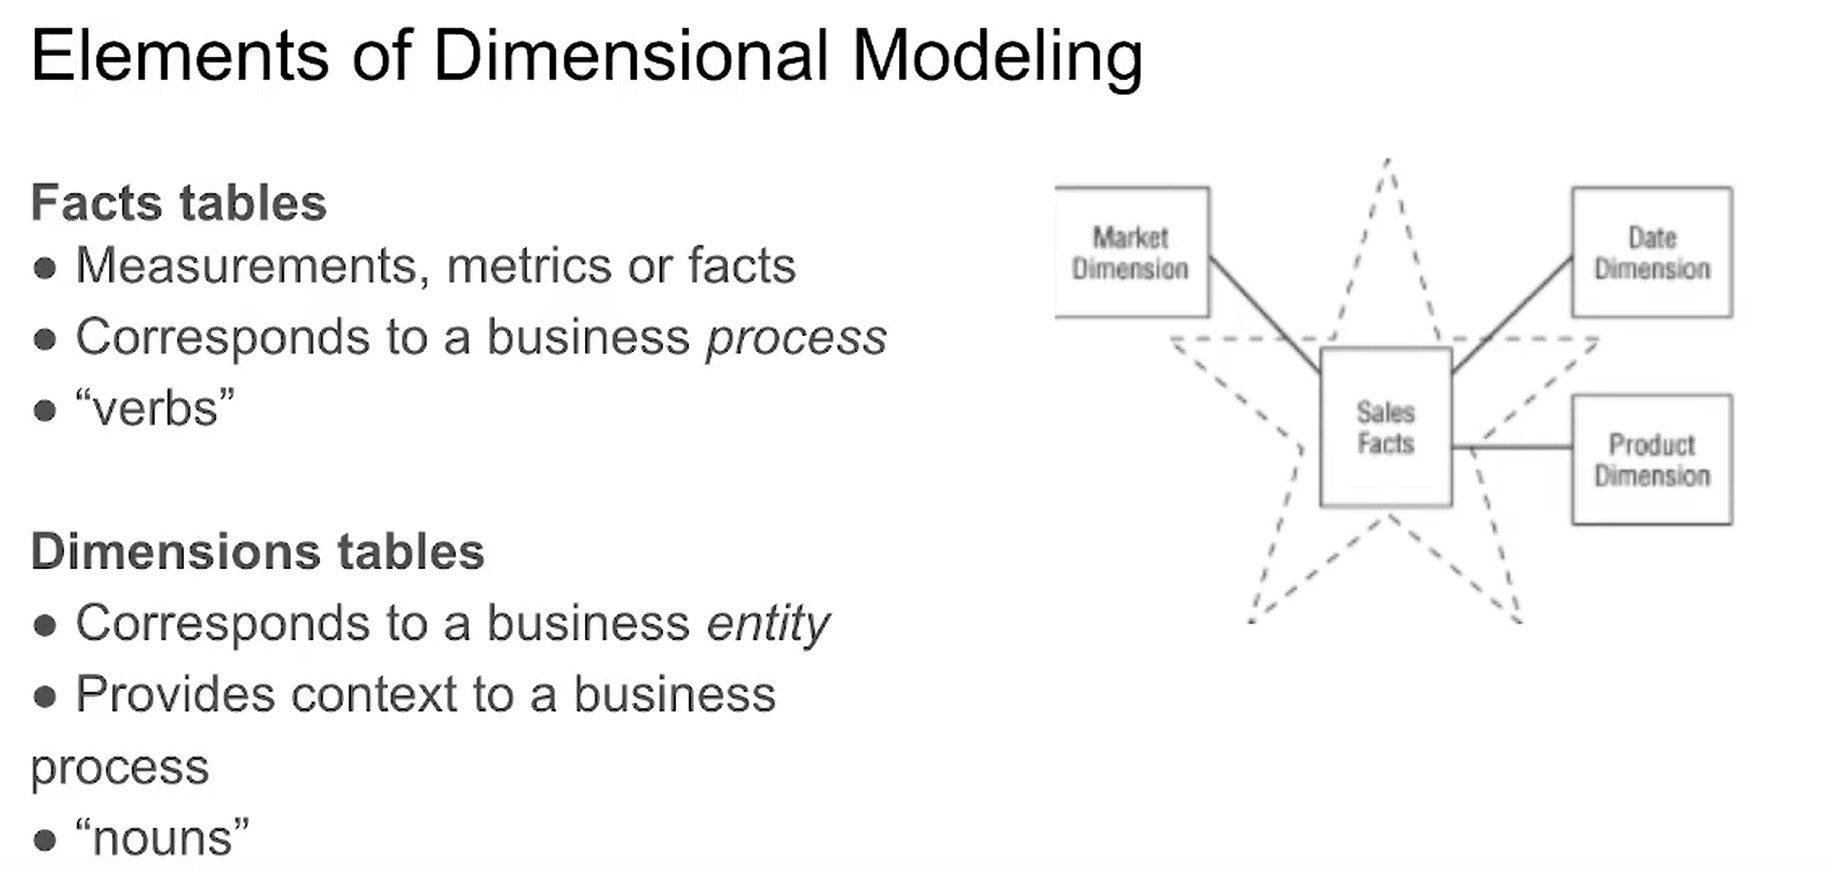 Elements of Dimensional Modeling
Facts tables
● Measurements, metrics or facts
● Corresponds to a business process
● “verbs”
Dimensions tables
● Corresponds to a business entity
● Provides context to a business
process
● “nouns”
Market
Dimension
Date
Dimension
Sales
Facts
Product
Dimension